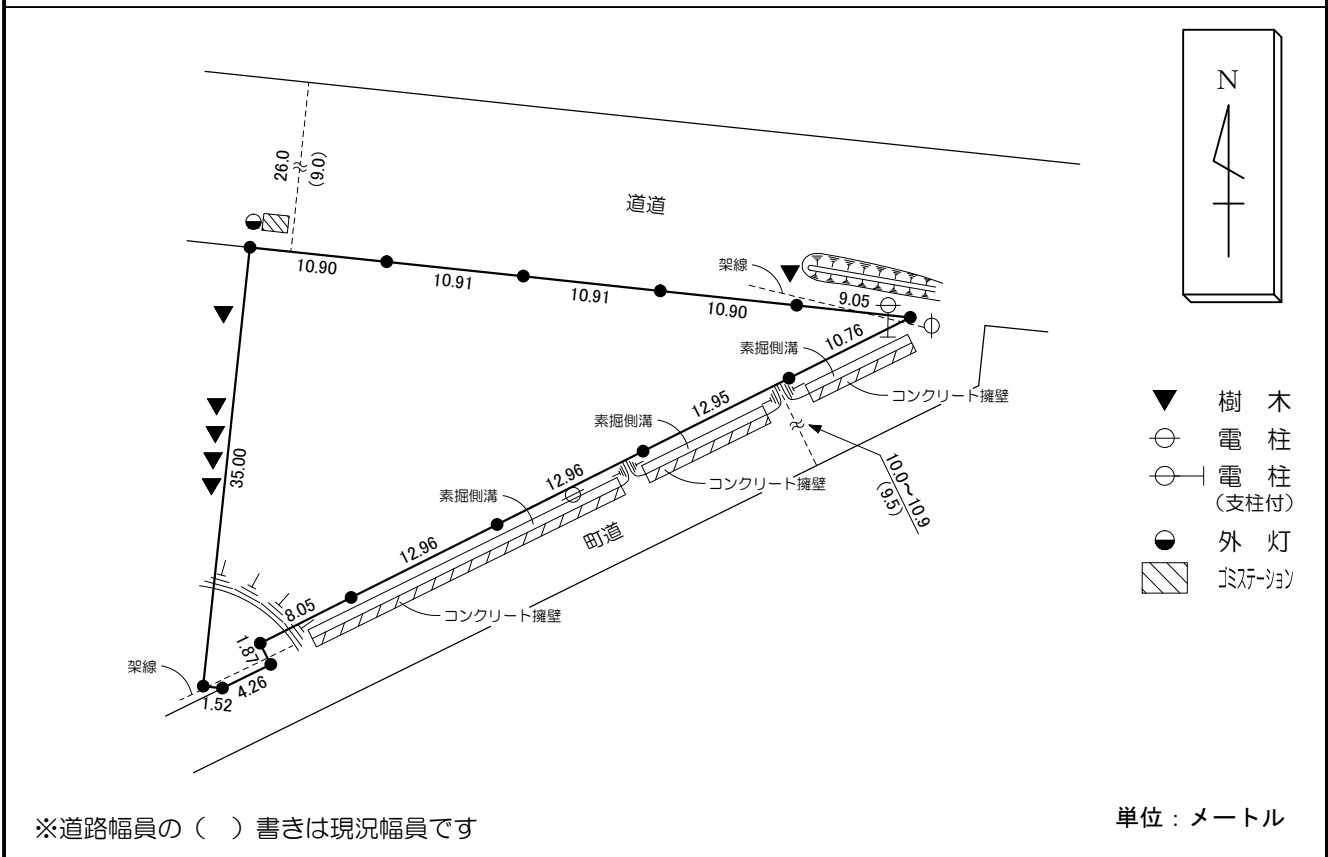 N
26.0
(9.0)
道道
架線
10.90
10.91
10.91
10.90
9.05
10.76
素掘側溝
コンクリート擁壁
12.95
素掘側溝
10.0～10.9
(9.5)
コンクリート擁壁
12.96
素掘側溝
町道
12.96
35.00
8.05
コンクリート擁壁
1.87
架線
4.26
1.52
樹 木
電 柱
電 柱
(支柱付)
外 灯
ゴミステーション
※道路幅員の（ ）書きは現況幅員です
単位：メートル